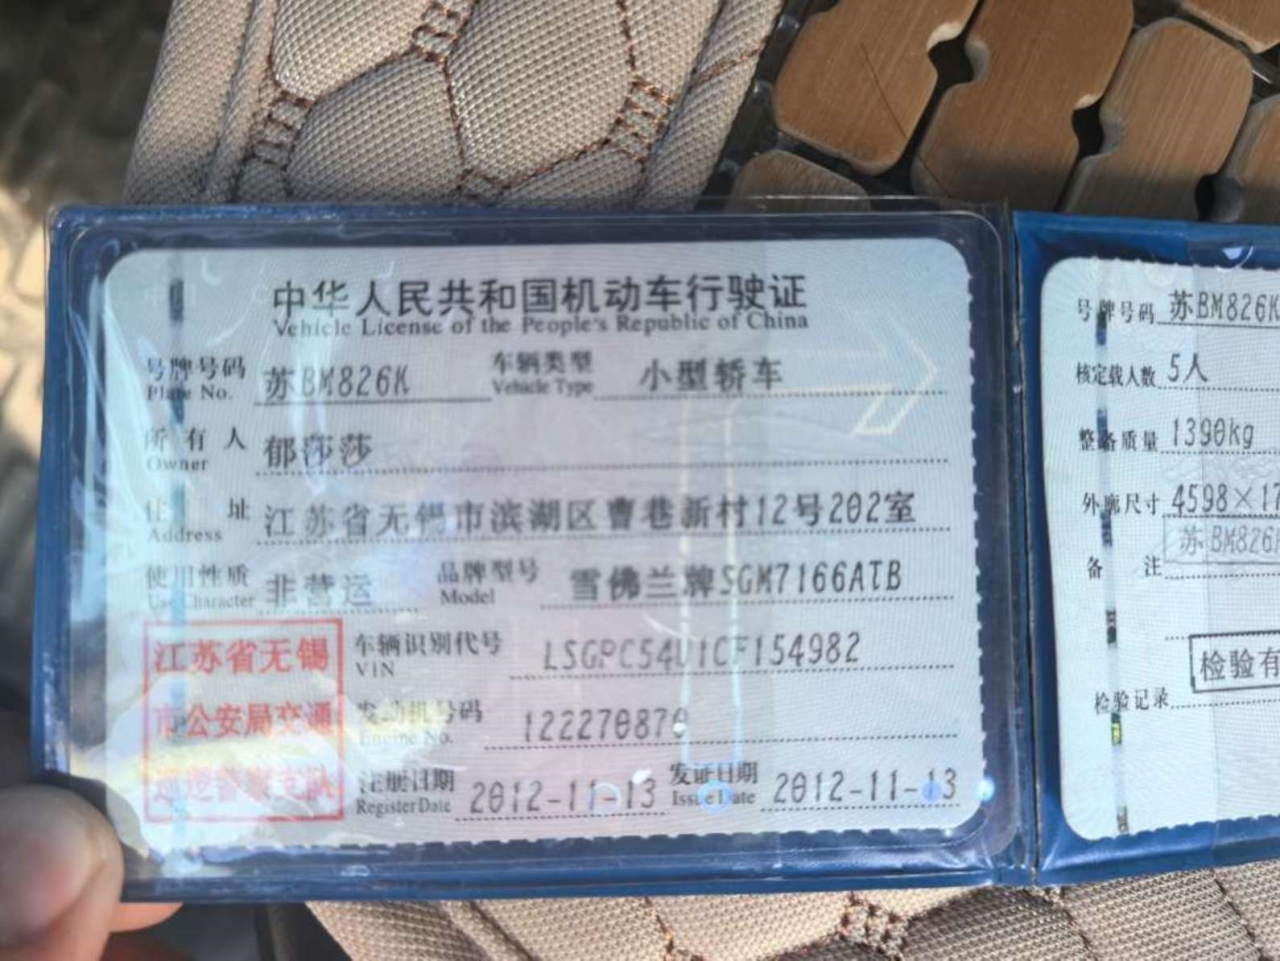 中华人民共和国机动车行驶证
Vehicle License of the People's Republic of China
号牌号码 苏BM826K 车辆类型 小型轿车
Plate No. Vehicle Type
所有人 郁莎莎
Owner
住址 江苏省无锡市滨湖区曹巷新村12号202室
Address
使用性质 非营运 品牌型号 雪佛兰牌SGM7166ATB
Use Character Model
江苏省无锡
市公安局交通
巡逻警察支队
车辆识别代号 LSGPC54U1CF154982
VIN
发动机号码 122270870
Engine No.
注册日期 2012-11-13 发证日期 2012-11-13
Register Date Issue Date
号牌号码 苏BM826K
核定载人数 5人
整备质量 1390kg
外廓尺寸 4598×17
苏BM826
备注
检验有
检验记录